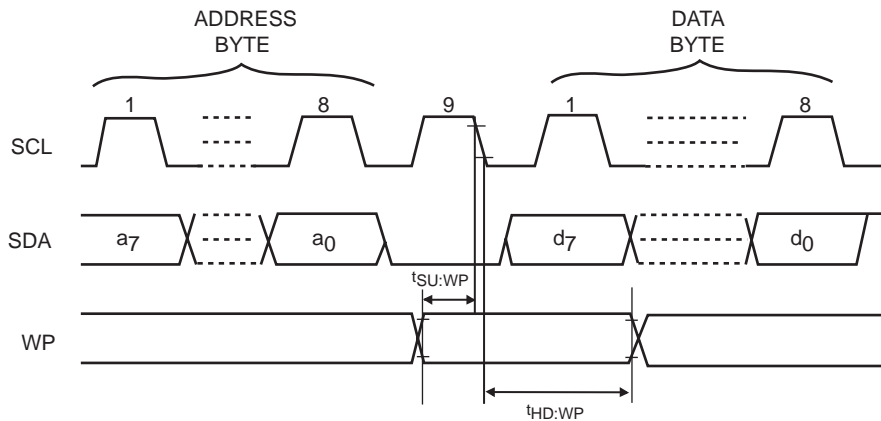 ADDRESS
BYTE
DATA
BYTE
1
8
9
1
8
SCL
SDA
a7
a0
d7
d0
tSU:WP
WP
tHD:WP